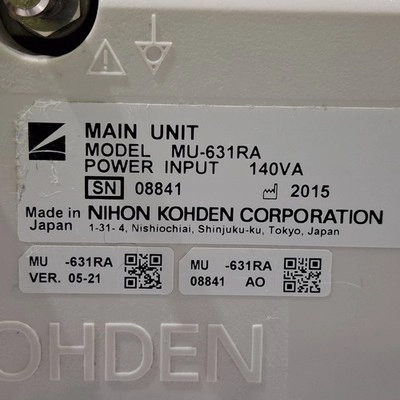 MAIN UNIT
MODEL MU-631RA
POWER INPUT 140VA
SN 08841 2015
Made in Japan NIHON KOHDEN CORPORATION
1-31-4, Nishiochiai, Shinjuku-ku, Tokyo, Japan
MU -631RA
VER. 05-21
MU -631RA
08841 AO
OHDEN